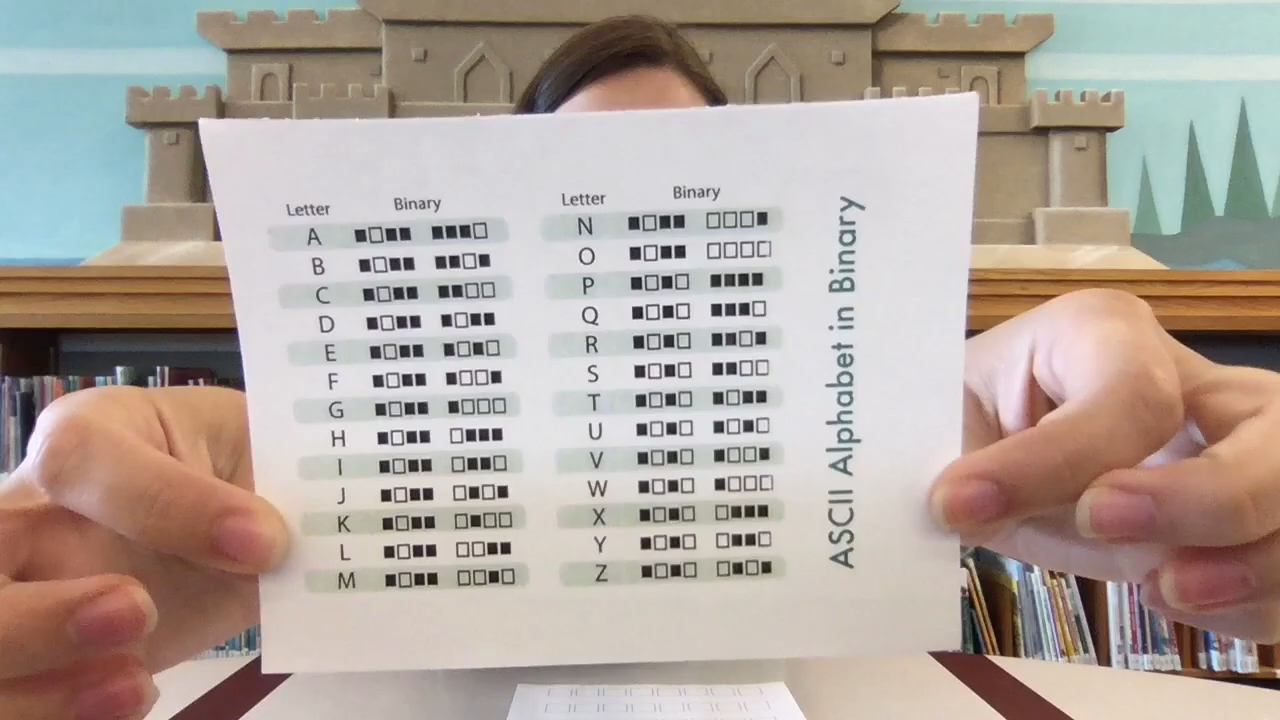 Letter Binary
A ■□■■ ■■■□
B ■□■■ ■■□■
C ■□■■ ■■□□
D ■□■■ ■□■■
E ■□■■ ■□■□
F ■□■■ ■□□■
G ■□■■ ■□□□
H ■□■■ □■■■
I ■□■■ □■■□
J ■□■■ □■□■
K ■□■■ □■□□
L ■□■■ □□■■
M ■□■■ □□■□
Letter Binary
N ■□■■ □□□■
O ■□■■ □□□□
P ■□■□ ■■■■
Q ■□■□ ■■■□
R ■□■□ ■■□■
S ■□■□ ■■□□
T ■□■□ ■□■■
U ■□■□ ■□■□
V ■□■□ ■□□■
W ■□■□ ■□□□
X ■□■□ □■■■
Y ■□■□ □■■□
Z ■□■□ □■□■
ASCII Alphabet in Binary